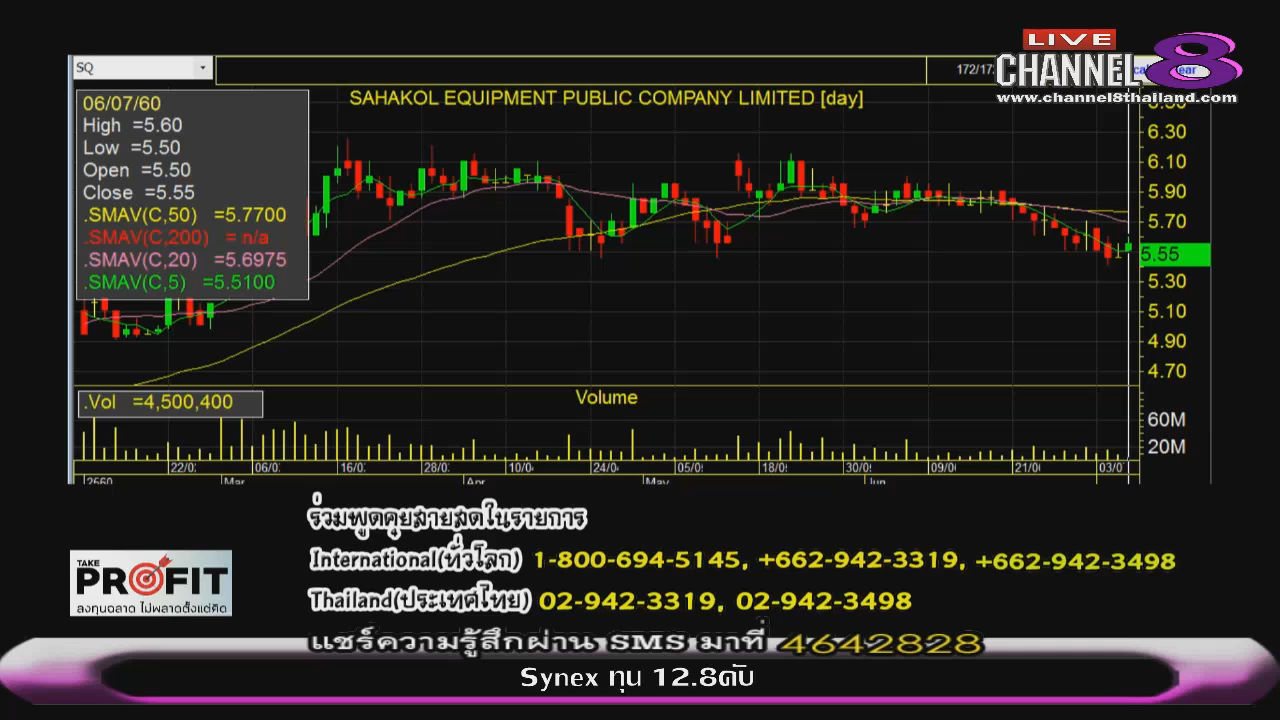 LIVE
CHANNEL 8
www.channel8thailand.com
SQ
172/172
SAHAKOL EQUIPMENT PUBLIC COMPANY LIMITED [day]
06/07/60
High =5.60
Low =5.50
Open =5.50
Close =5.55
.SMAV(C,50) =5.7700
.SMAV(C,200) = n/a
.SMAV(C,20) =5.6975
.SMAV(C,5) =5.5100
6.30
6.10
5.90
5.70
5.55
5.30
5.10
4.90
4.70
.Vol =4,500,400
Volume
60M
20M
22/0 06/0 16/0 28/0 10/0 24/0 05/0 18/0 30/0 09/0 21/0 03/0
2560 Mar Apr May Jun
ร่วมพูดคุยสายสดในรายการ
International(ทั่วโลก) 1-800-694-5145, +662-942-3319, +662-942-3498
Thailand(ประเทศไทย) 02-942-3319, 02-942-3498
TAKE PROFIT
ลงทุนฉลาด ไม่พลาดตั้งแต่คิด
แชร์ความรู้สึกผ่าน SMS มาที่ 4642828
Synex ทุน 12.8ดับ